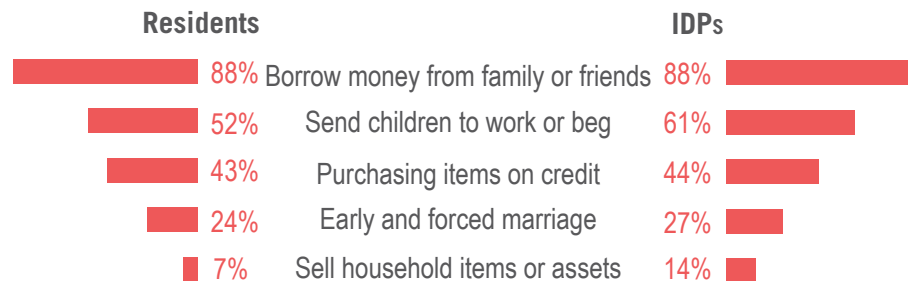 Residents IDPs
88% Borrow money from family or friends 88%
52% Send children to work or beg 61%
43% Purchasing items on credit 44%
24% Early and forced marriage 27%
7% Sell household items or assets 14%